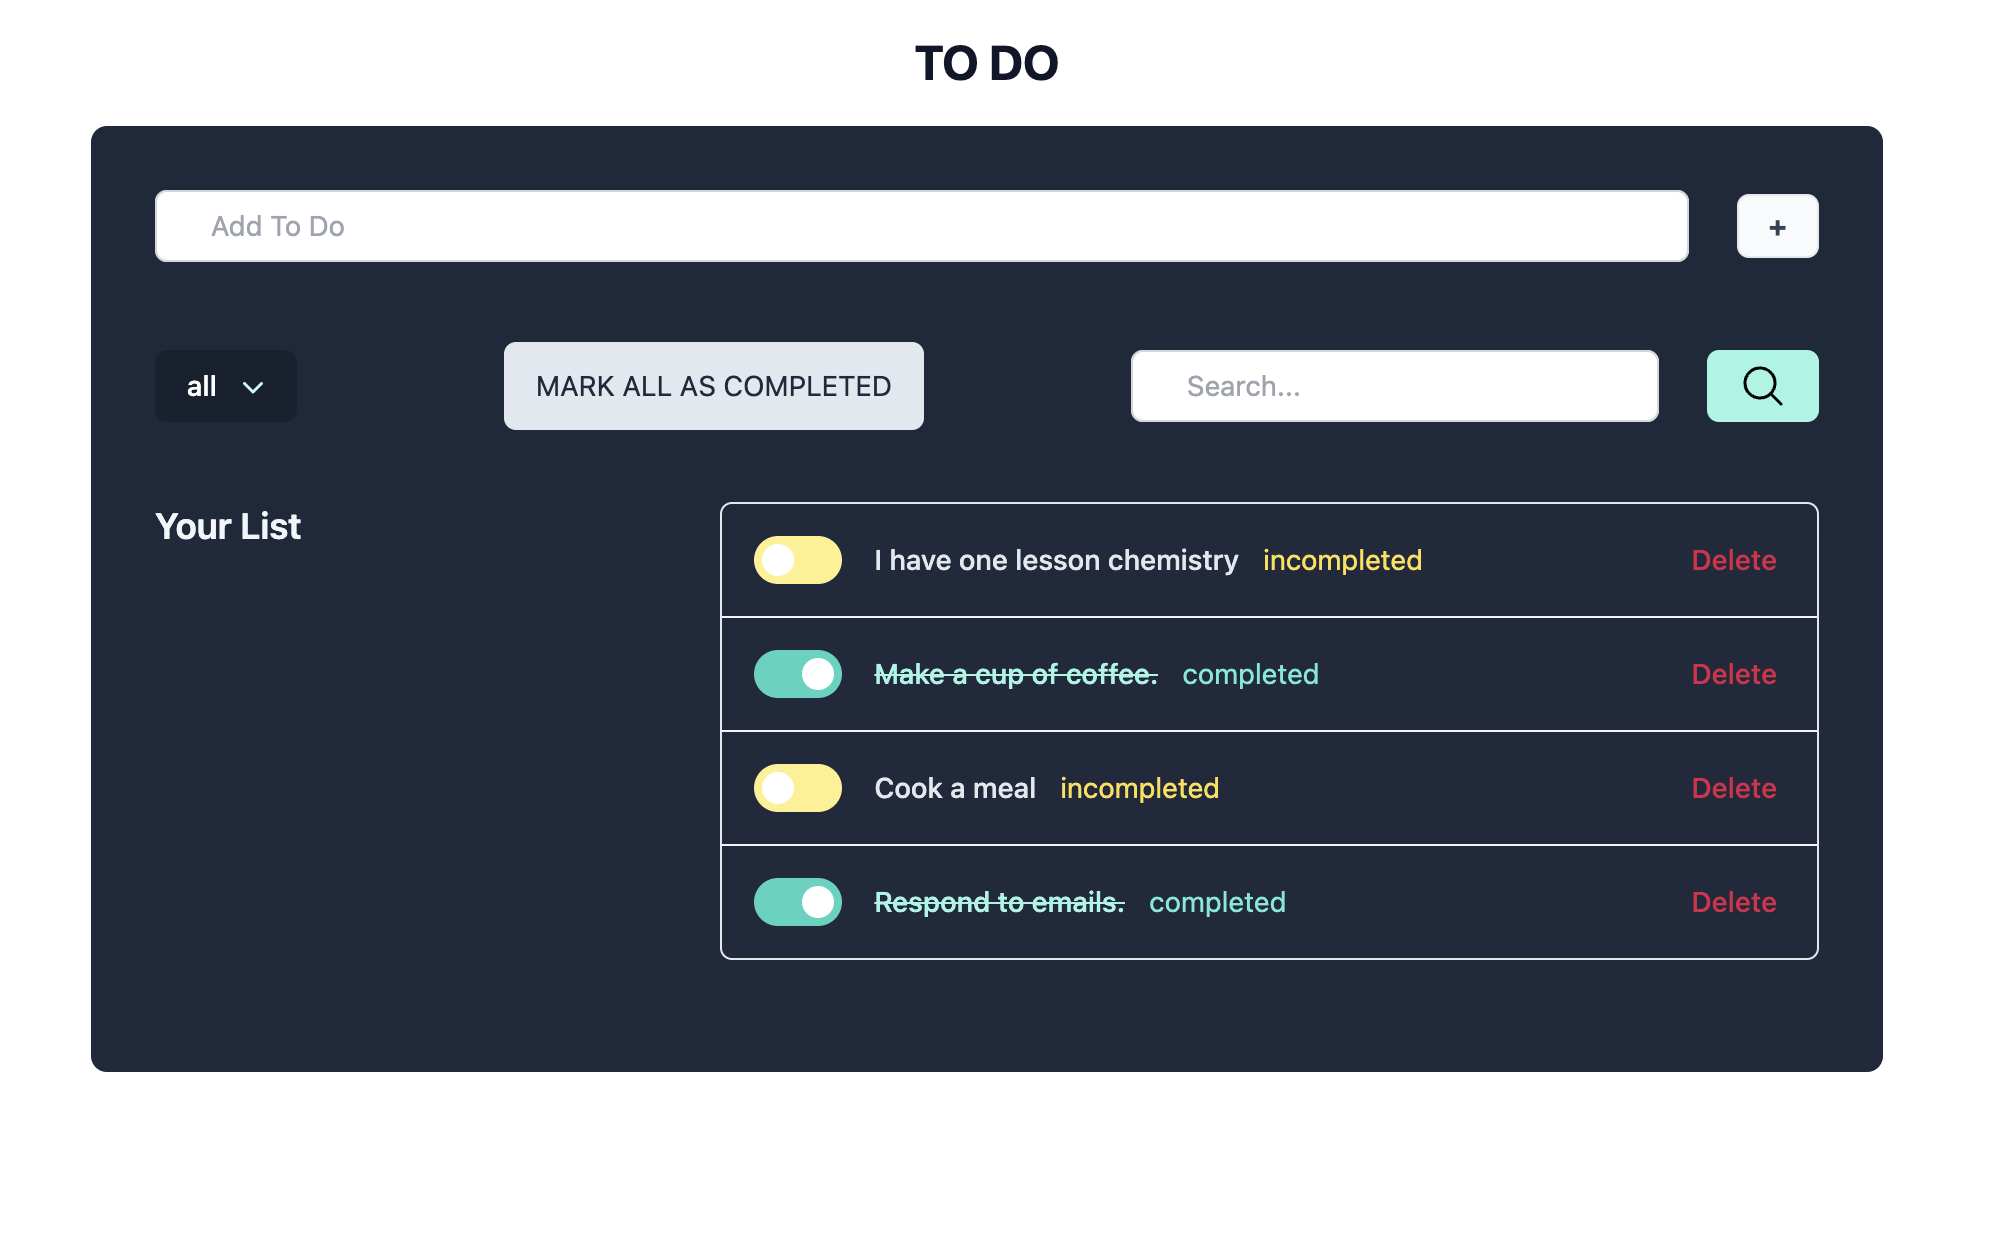 TO DO
Add To Do
+
all
MARK ALL AS COMPLETED
Search...
Your List
I have one lesson chemistry incompleted Delete
Make a cup of coffee. completed Delete
Cook a meal incompleted Delete
Respond to emails. completed Delete